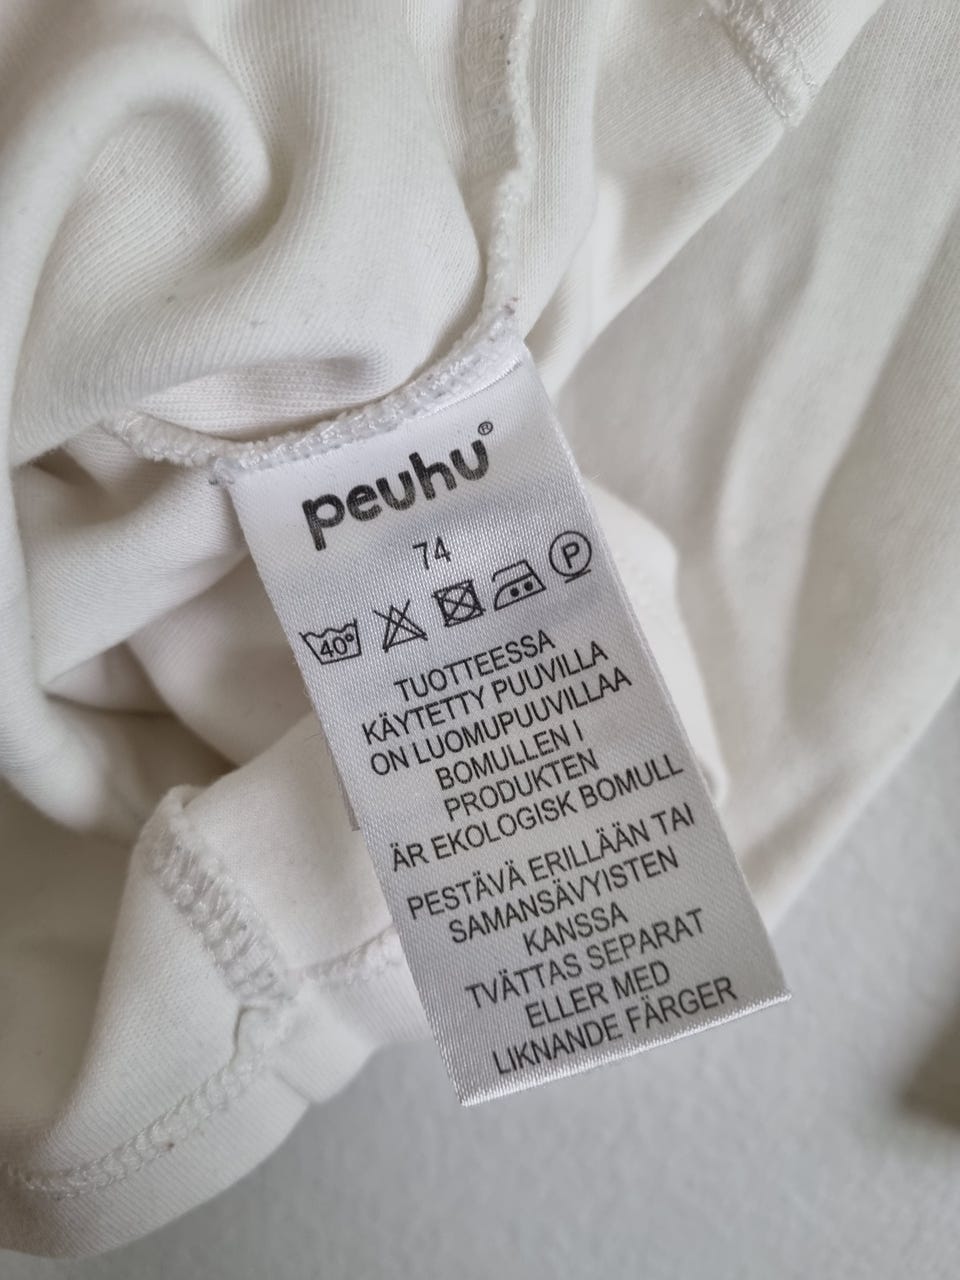 peuhu®
74
40° P
TUOTTEESSA
KÄYTETTY PUUVILLA
ON LUOMUPUUVILLAA
BOMULLEN I
PRODUKTEN
ÄR EKOLOGISK BOMULL
PESTÄVÄ ERILLÄÄN TAI
SAMANSÄVYISTEN
KANSSA
TVÄTTAS SEPARAT
ELLER MED
LIKNANDE FÄRGER